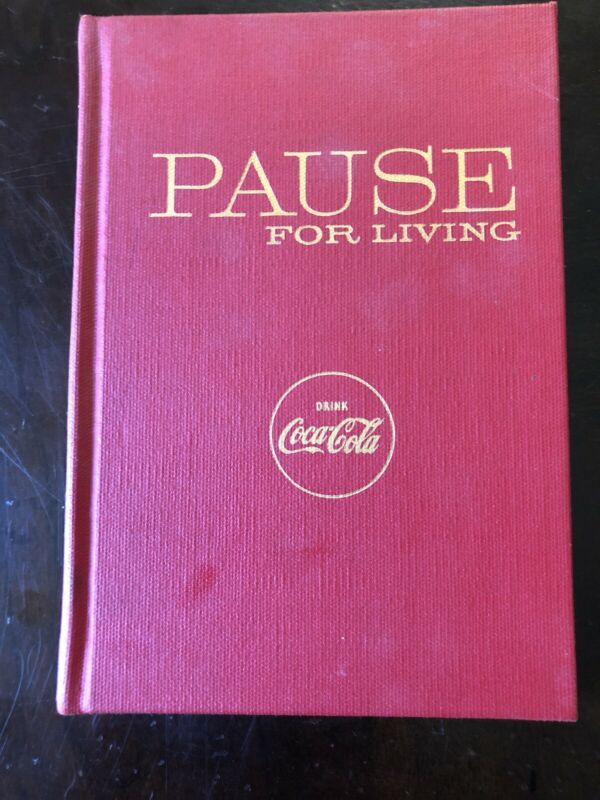 PAUSE
FOR LIVING
DRINK
Coca-Cola